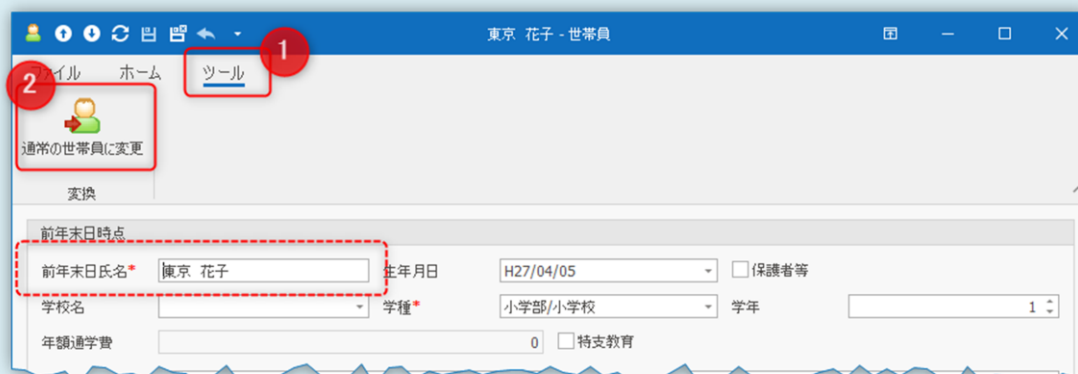 東京 花子 - 世帯員
1
ファイル ホーム ツール
2
通常の世帯員に変更
変換
前年末日時点
前年末日氏名* 東京 花子 生年月日 H27/04/05 保護者等
学校名 学種* 小学部/小学校 学年 1
年額通学費 0 特支教育